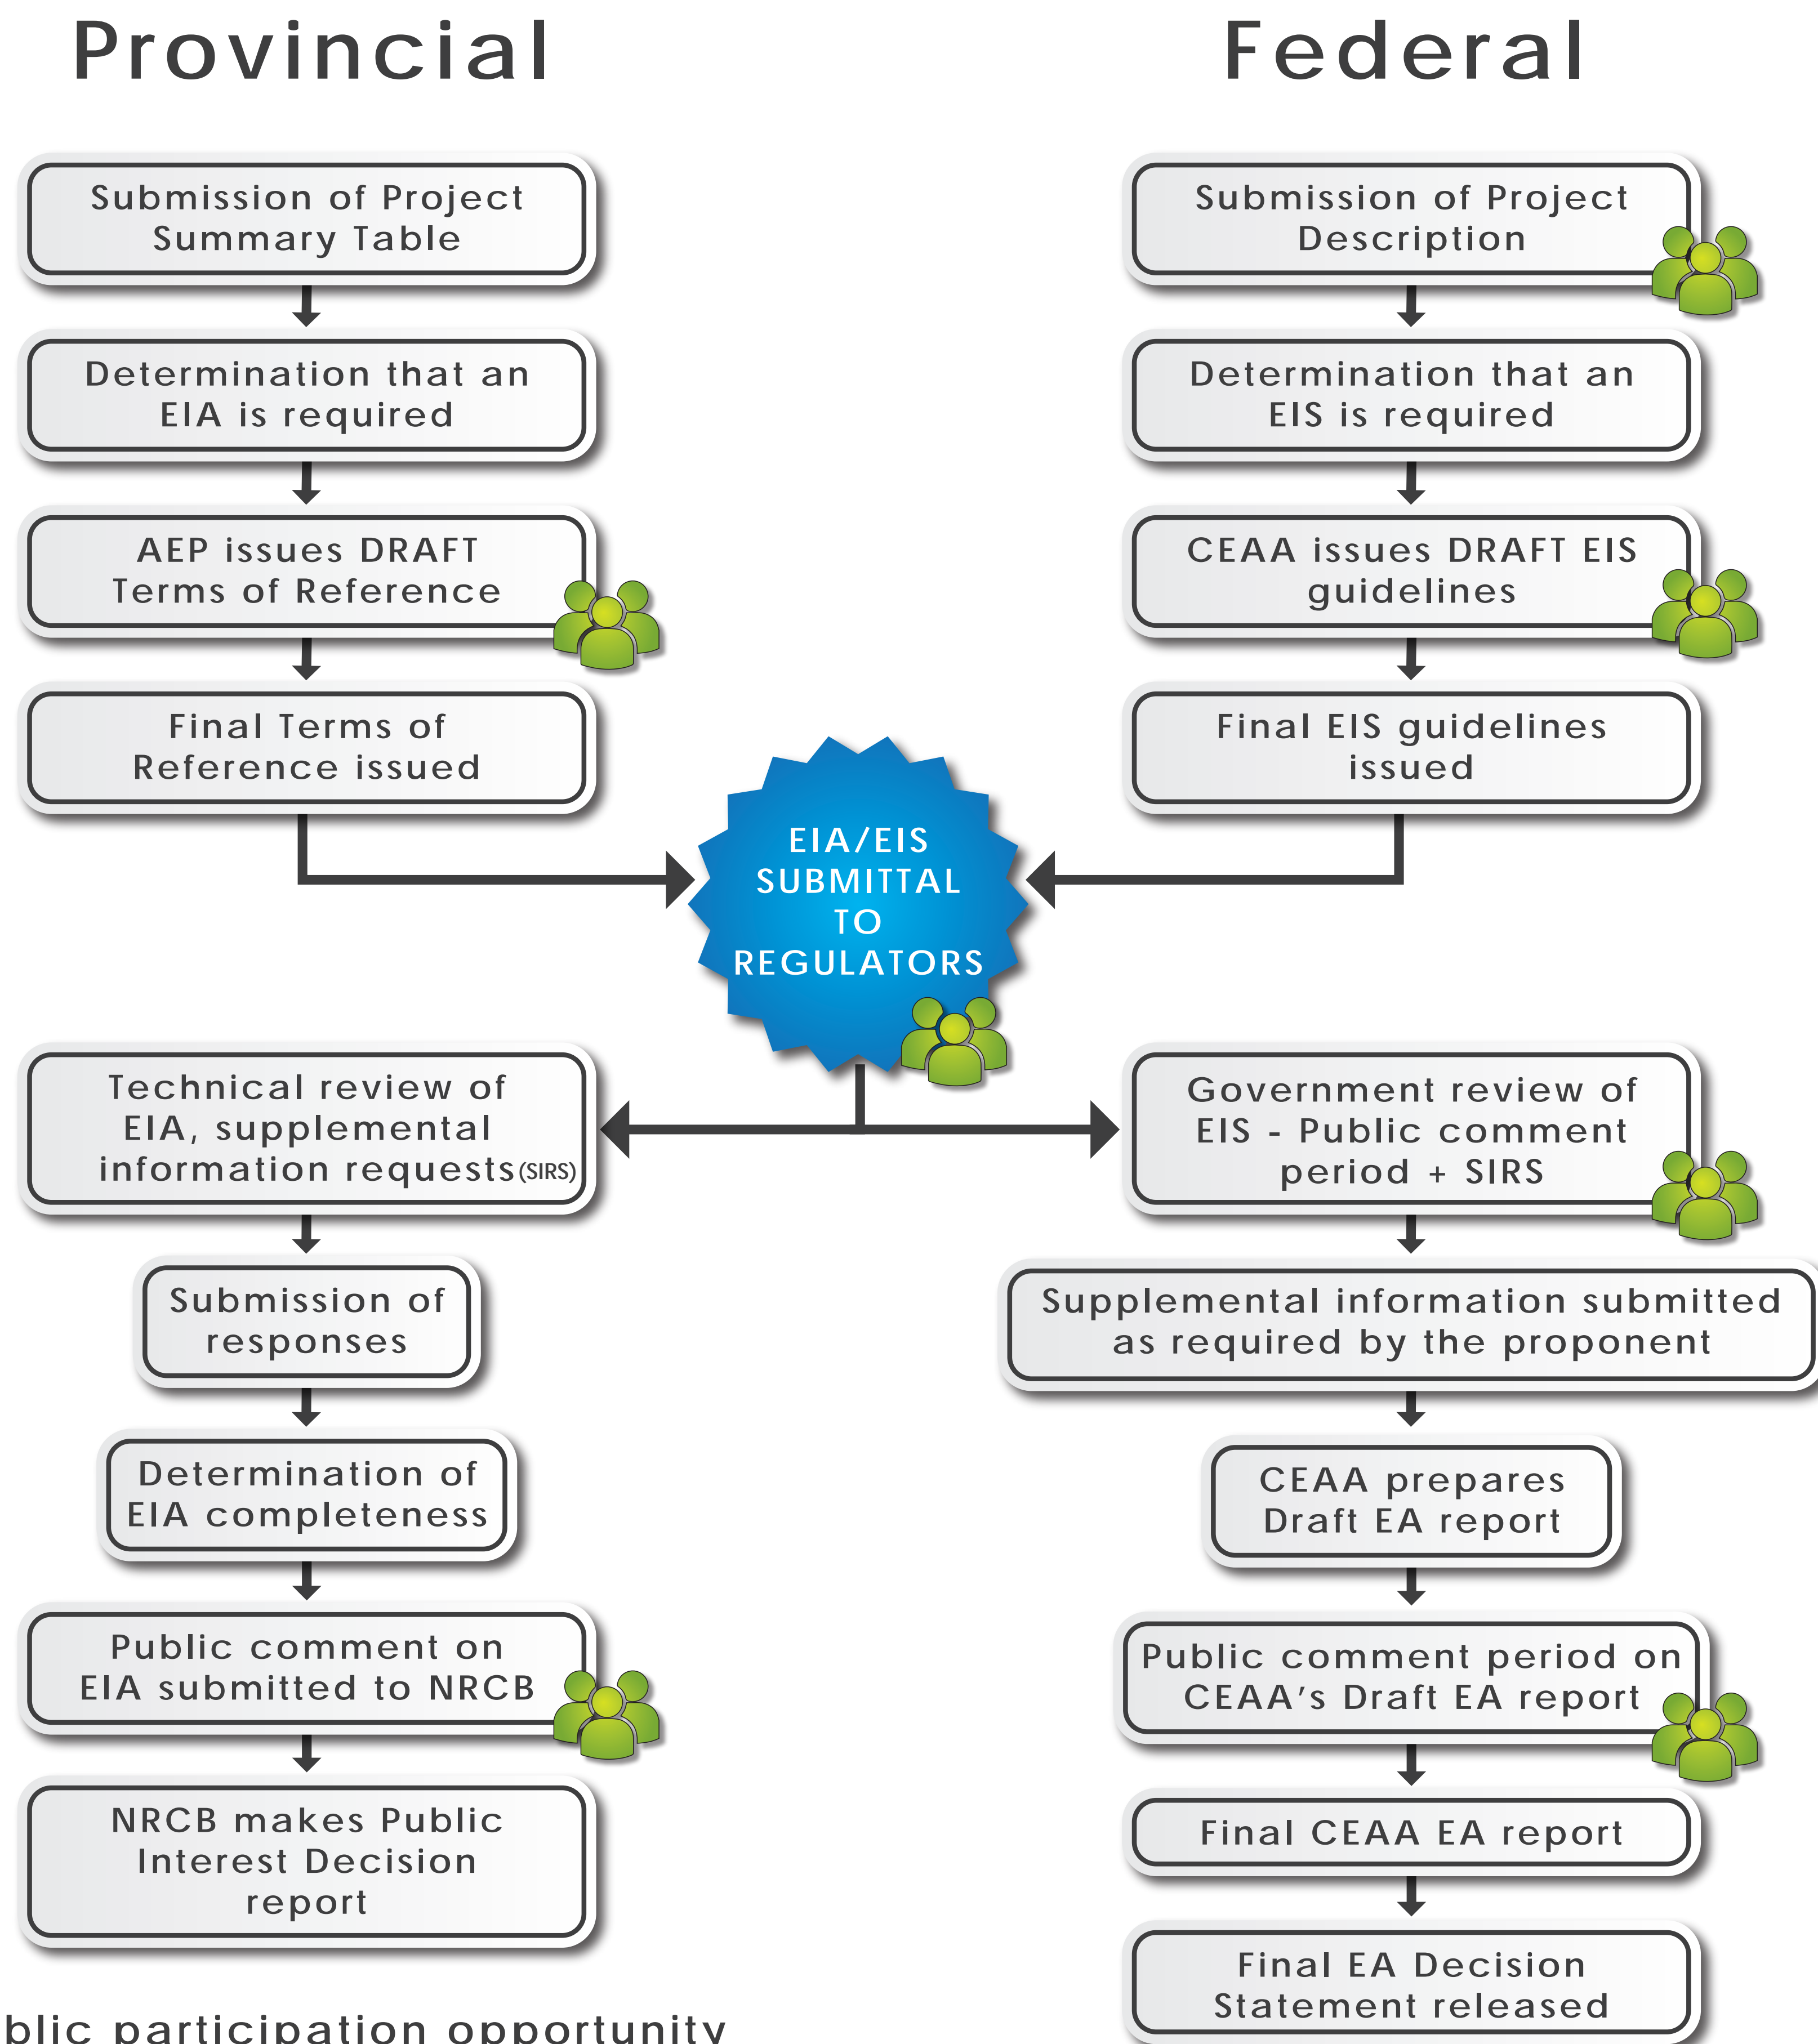 Provincial
Submission of Project
Summary Table
Determination that an
EIA is required
AEP issues DRAFT
Terms of Reference
Final Terms of
Reference issued
Federal
Submission of Project
Description
Determination that an
EIS is required
CEAA issues DRAFT EIS
guidelines
Final EIS guidelines
issued
EIA/EIS
SUBMITTAL
TO
REGULATORS
Technical review of
EIA, supplemental
information requests (SIRS)
Submission of
responses
Determination of
EIA completeness
Public comment on
EIA submitted to NRCB
NRCB makes Public
Interest Decision
report
Government review of
EIS - Public comment
period + SIRS
Supplemental information submitted
as required by the proponent
CEAA prepares
Draft EA report
Public comment period on
CEAA's Draft EA report
Final CEAA EA report
Final EA Decision
Statement released
blic participation opportunity